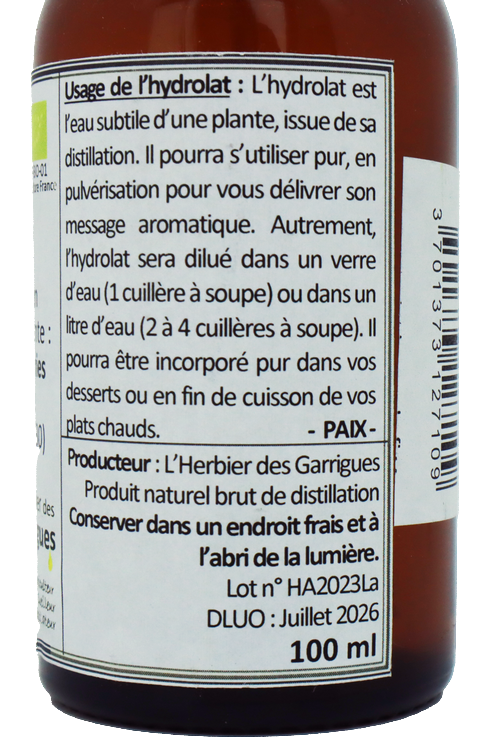 Usage de l'hydrolat : L'hydrolat est
l'eau subtile d'une plante, issue de sa
distillation. Il pourra s'utiliser pur, en
pulvérisation pour vous délivrer son
message aromatique. Autrement,
l'hydrolat sera dilué dans un verre
d'eau (1 cuillère à soupe) ou dans un
litre d'eau (2 à 4 cuillères à soupe). Il
pourra être incorporé pur dans vos
desserts ou en fin de cuisson de vos
plats chauds. - PAIX -
Producteur : L'Herbier des Garrigues
Produit naturel brut de distillation
Conserver dans un endroit frais et à
l'abri de la lumière.
Lot n° HA2023La
DLUO : Juillet 2026
100 ml
3 701373 127109